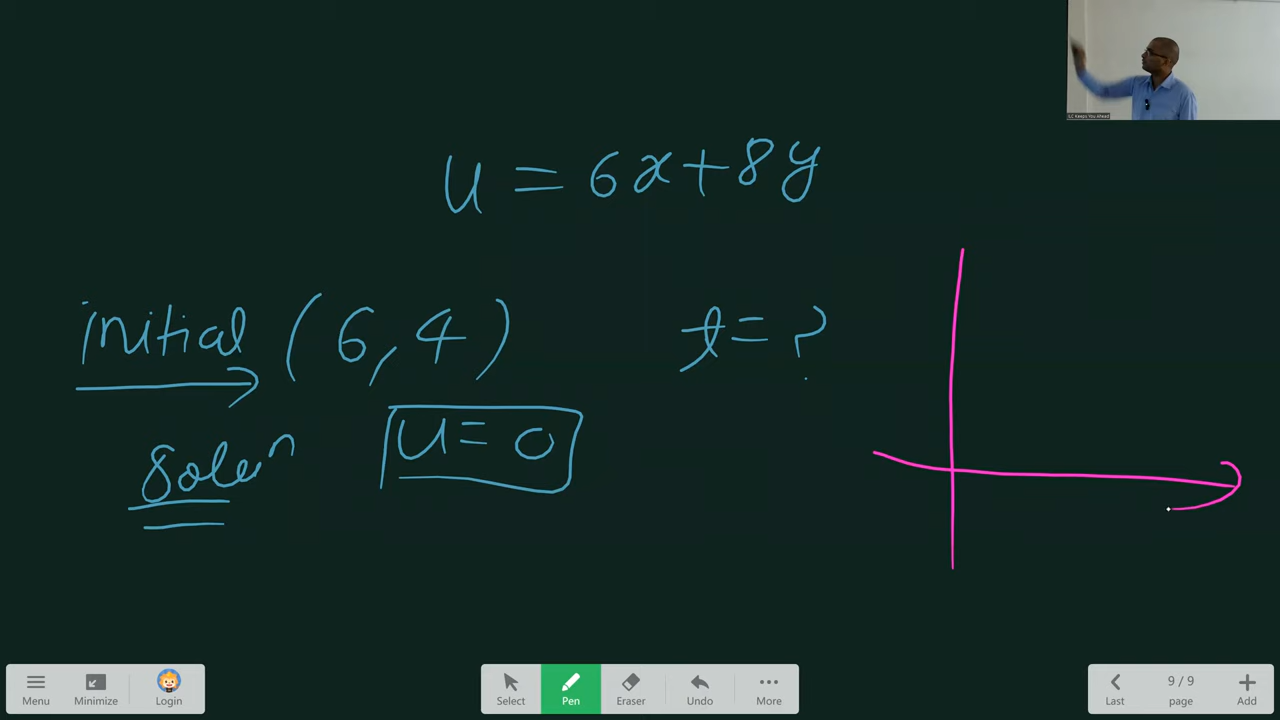 u = 6x+8y
initial (6,4) t= ?
u= 0
Menu Minimize Login Select Pen Eraser Undo More Last 9 / 9 page Add